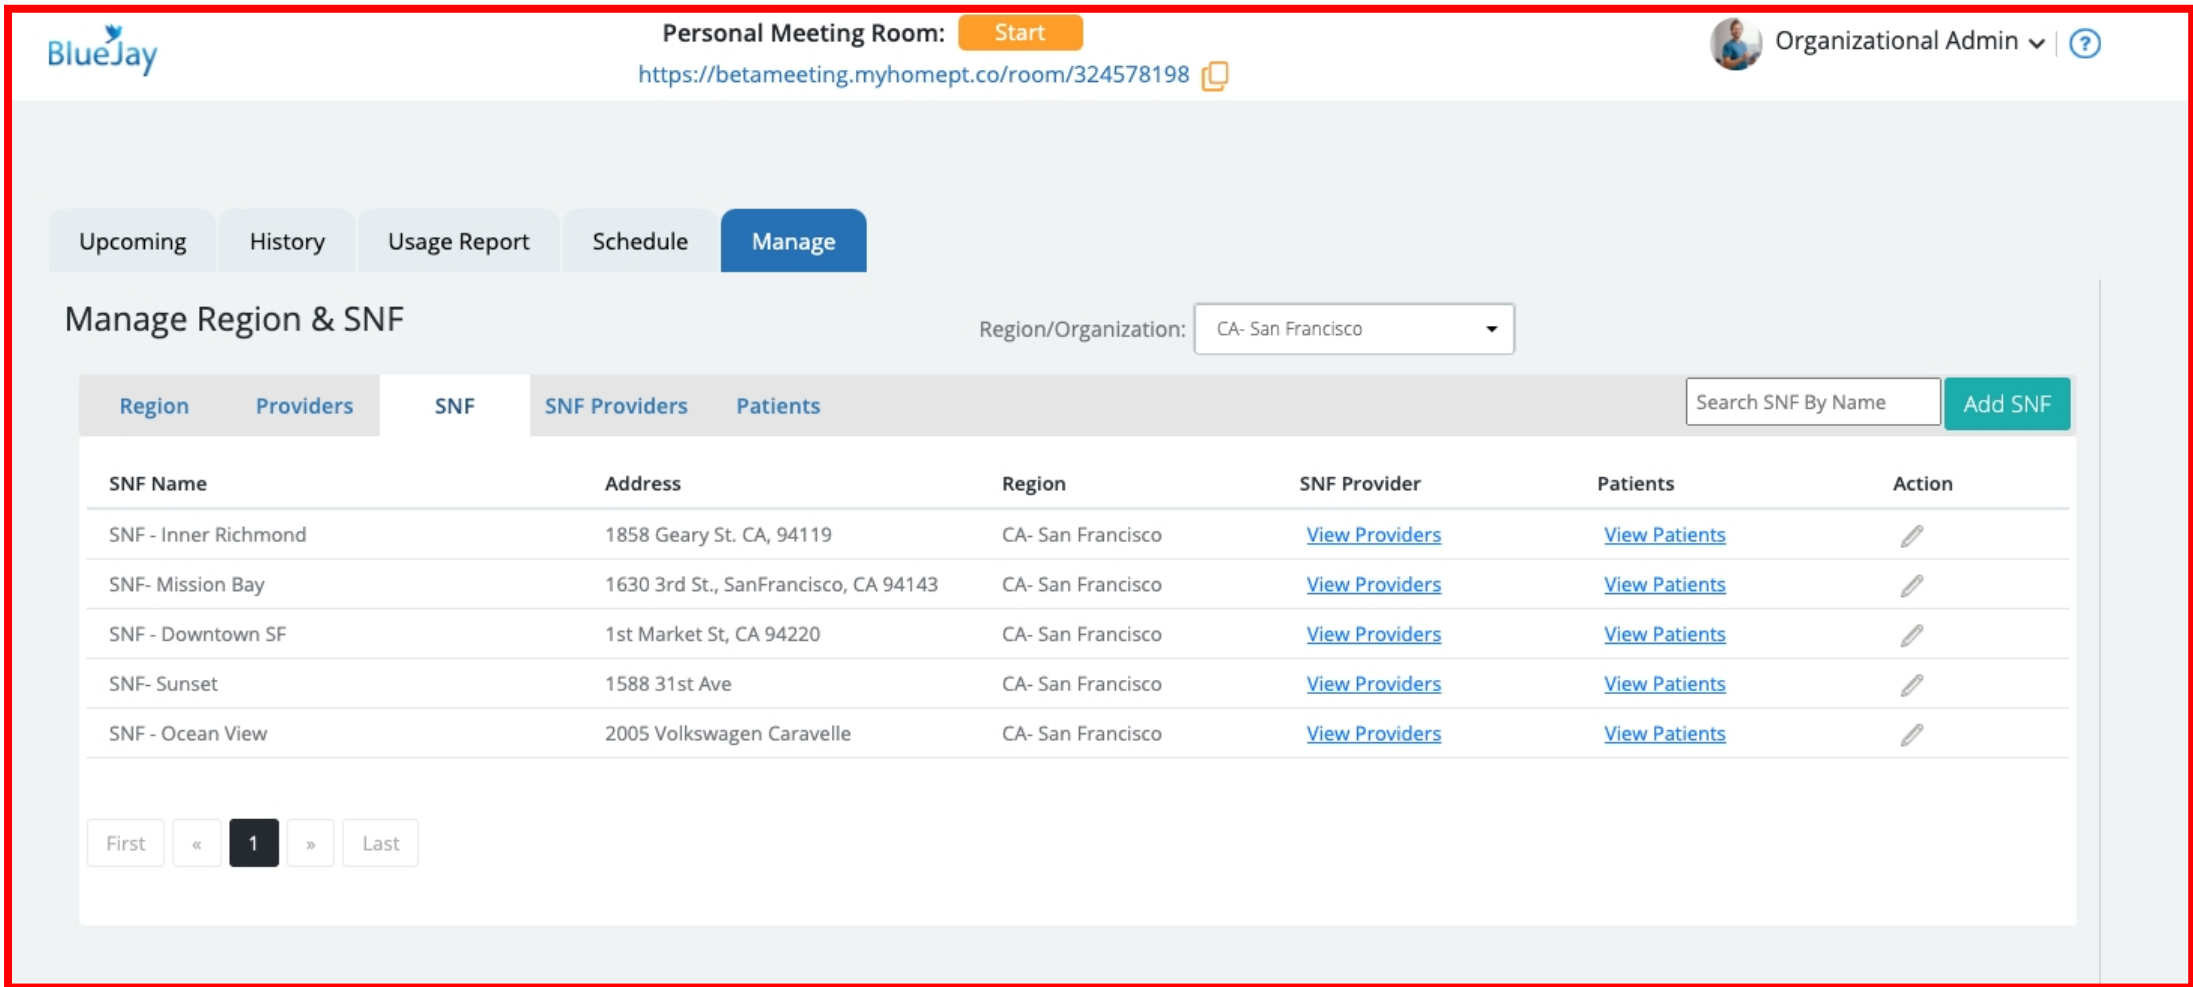 BlueJay
Personal Meeting Room: Start
https://betameeting.myhomept.co/room/324578198
Organizational Admin
?
Upcoming History Usage Report Schedule Manage
Manage Region & SNF
Region/Organization: CA- San Francisco
Region Providers SNF SNF Providers Patients Search SNF By Name Add SNF
SNF Name Address Region SNF Provider Patients Action
SNF - Inner Richmond 1858 Geary St. CA, 94119 CA- San Francisco View Providers View Patients
SNF- Mission Bay 1630 3rd St., SanFrancisco, CA 94143 CA- San Francisco View Providers View Patients
SNF - Downtown SF 1st Market St, CA 94220 CA- San Francisco View Providers View Patients
SNF- Sunset 1588 31st Ave CA- San Francisco View Providers View Patients
SNF - Ocean View 2005 Volkswagen Caravelle CA- San Francisco View Providers View Patients
First « 1 » Last